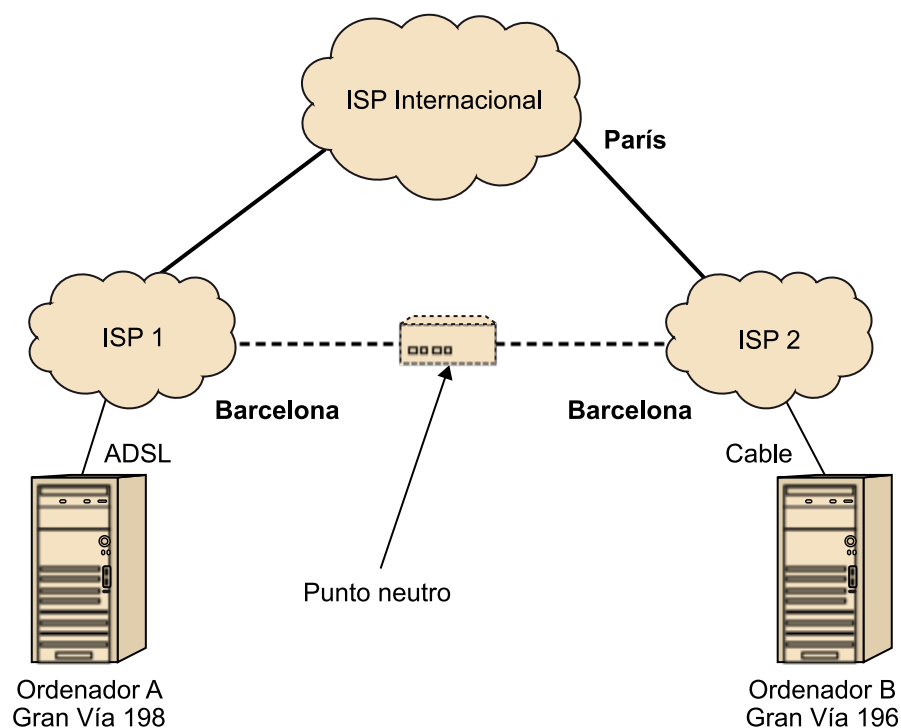 ISP Internacional
París
ISP 1
ISP 2
Barcelona
Barcelona
ADSL
Cable
Punto neutro
Ordenador A
Gran Vía 198
Ordenador B
Gran Vía 196